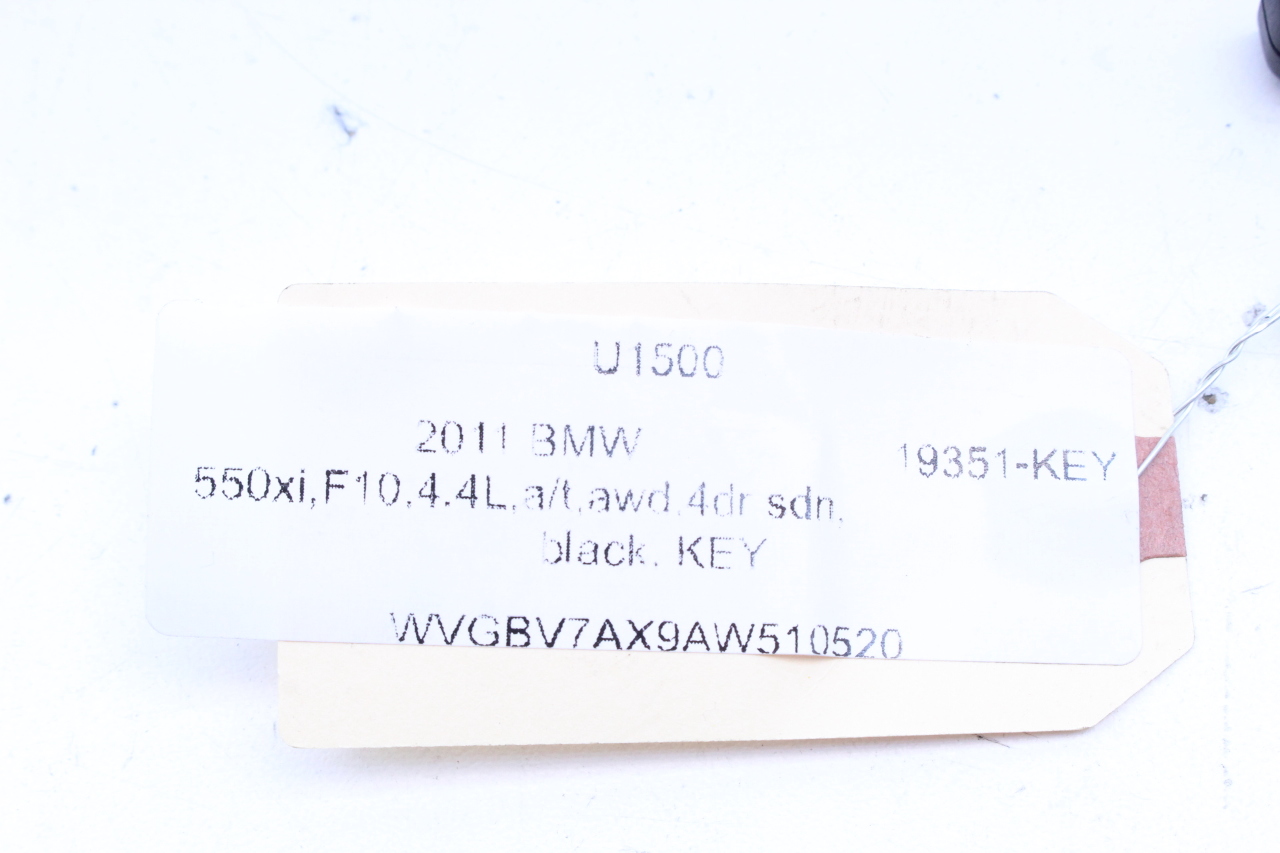 U1500
2011 BMW
550xi,F10,4.4L,a/t,awd,4dr sdn,
black, KEY
19351-KEY
WVGBV7AX9AW510520